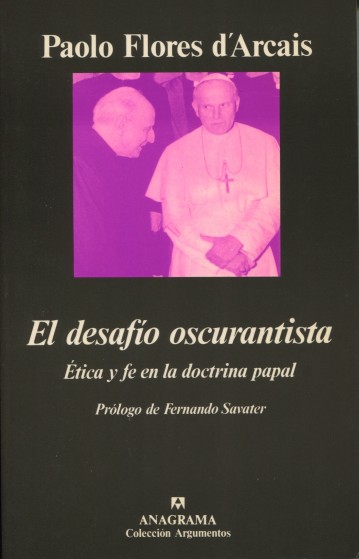 Paolo Flores d'Arcais
El desafío oscurantista
Ética y fe en la doctrina papal
Prólogo de Fernando Savater
ANAGRAMA
Colección Argumentos